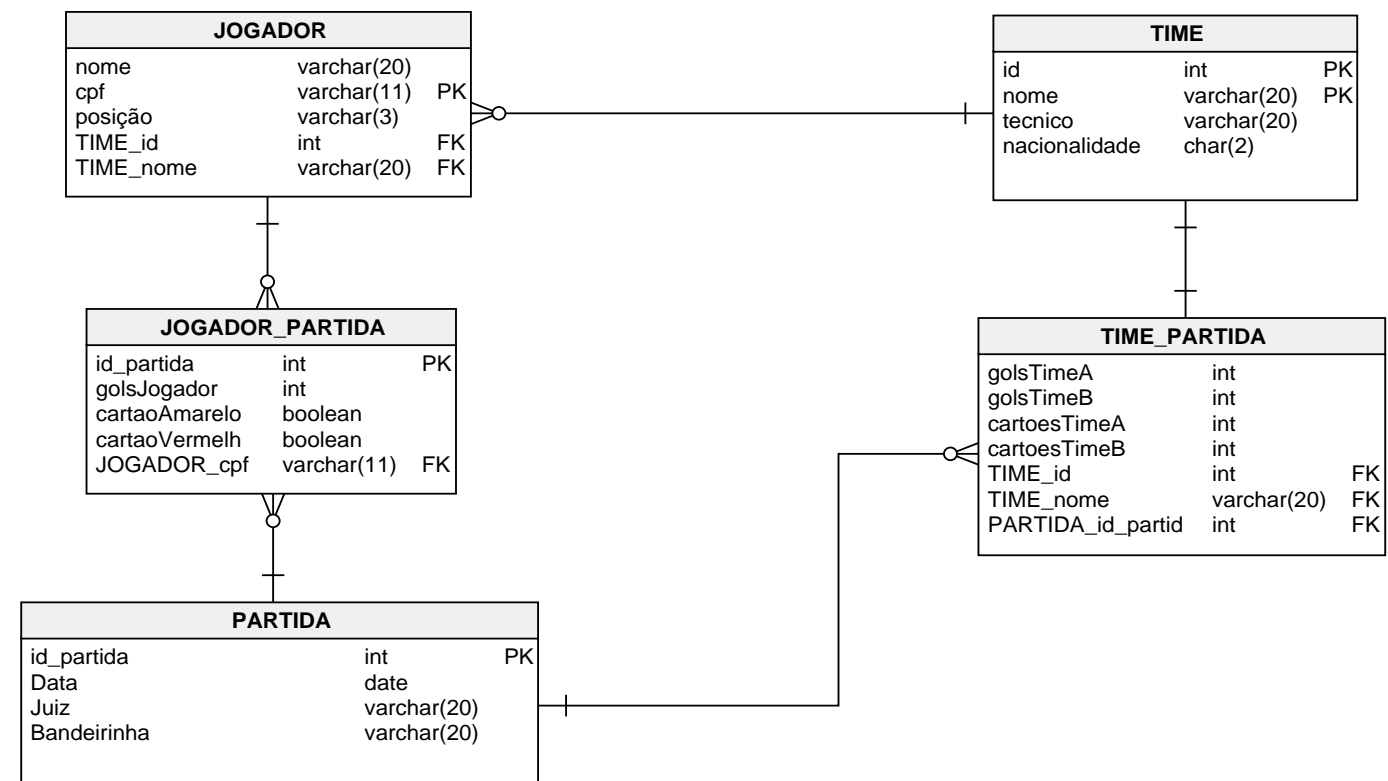 JOGADOR
nome varchar(20)
cpf varchar(11) PK
posição varchar(3)
TIME_id int FK
TIME_nome varchar(20) FK
TIME
id int PK
nome varchar(20) PK
tecnico varchar(20)
nacionalidade char(2)
JOGADOR_PARTIDA
id_partida int PK
golsJogador int
cartaoAmarelo boolean
cartaoVermelh boolean
JOGADOR_cpf varchar(11) FK
TIME_PARTIDA
golsTimeA int
golsTimeB int
cartoesTimeA int
cartoesTimeB int
TIME_id int FK
TIME_nome varchar(20) FK
PARTIDA_id_partid int FK
PARTIDA
id_partida int PK
Data date
Juiz varchar(20)
Bandeirinha varchar(20)